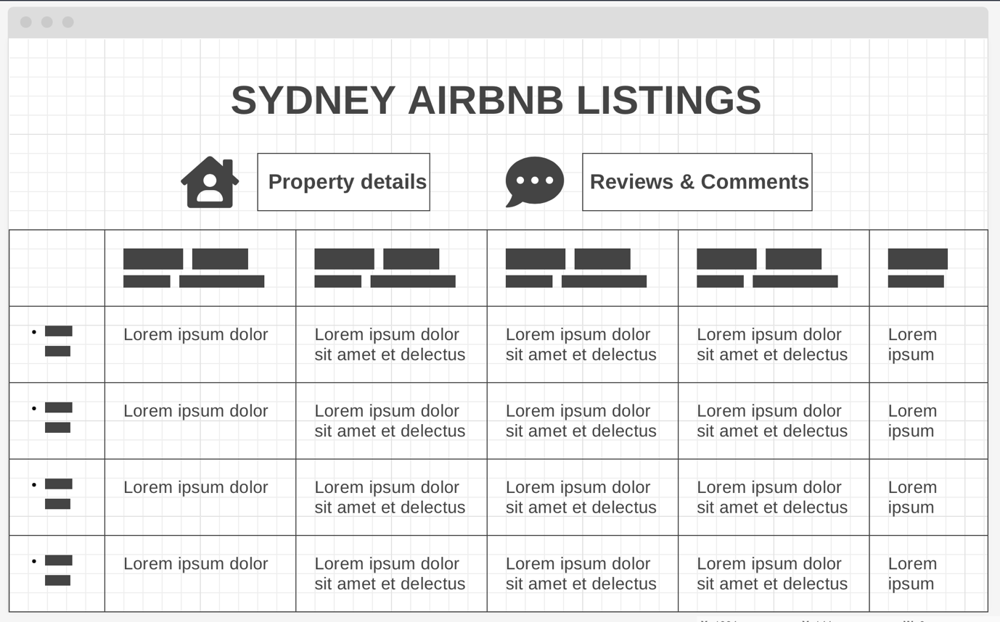 SYDNEY AIRBNB LISTINGS
Property details
Reviews & Comments
Lorem ipsum dolor
Lorem ipsum dolor
sit amet et delectus
Lorem ipsum dolor
sit amet et delectus
Lorem ipsum dolor
sit amet et delectus
Lorem
ipsum
Lorem ipsum dolor
Lorem ipsum dolor
sit amet et delectus
Lorem ipsum dolor
sit amet et delectus
Lorem ipsum dolor
sit amet et delectus
Lorem
ipsum
Lorem ipsum dolor
Lorem ipsum dolor
sit amet et delectus
Lorem ipsum dolor
sit amet et delectus
Lorem ipsum dolor
sit amet et delectus
Lorem
ipsum
Lorem ipsum dolor
Lorem ipsum dolor
sit amet et delectus
Lorem ipsum dolor
sit amet et delectus
Lorem ipsum dolor
sit amet et delectus
Lorem
ipsum